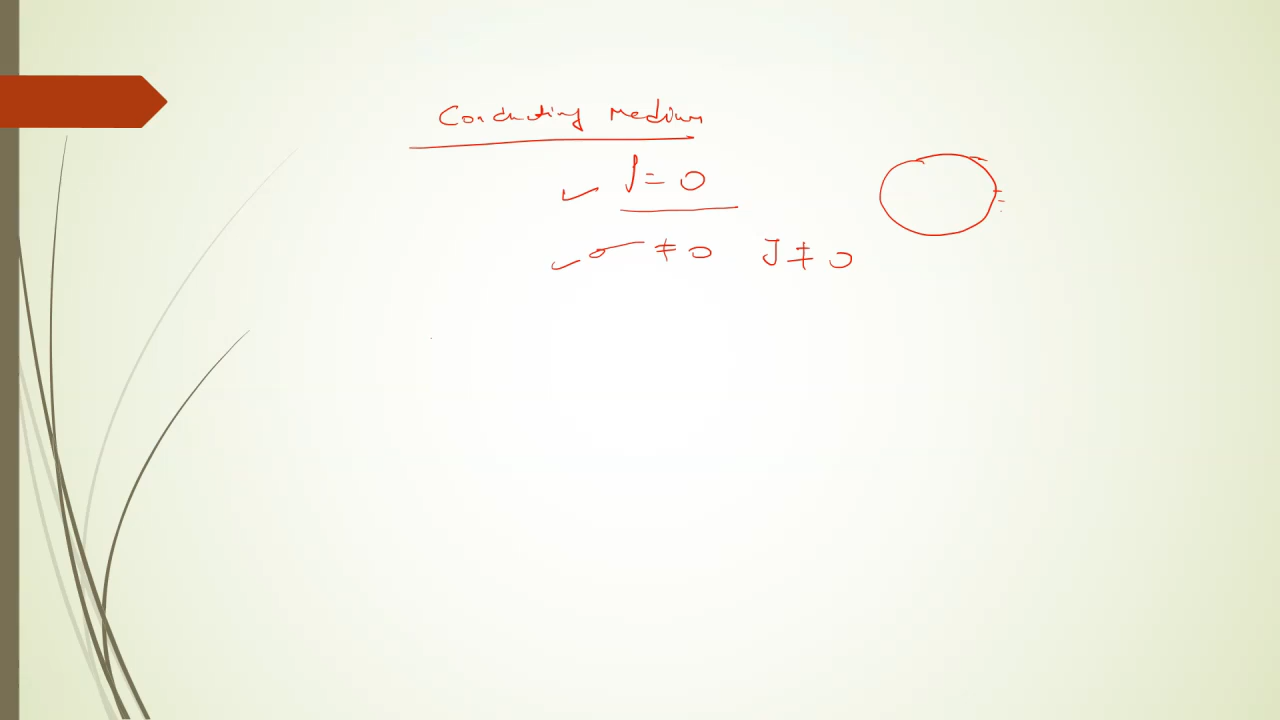 Conducting medium
ρ = 0
σ ≠ 0 J ≠ 0